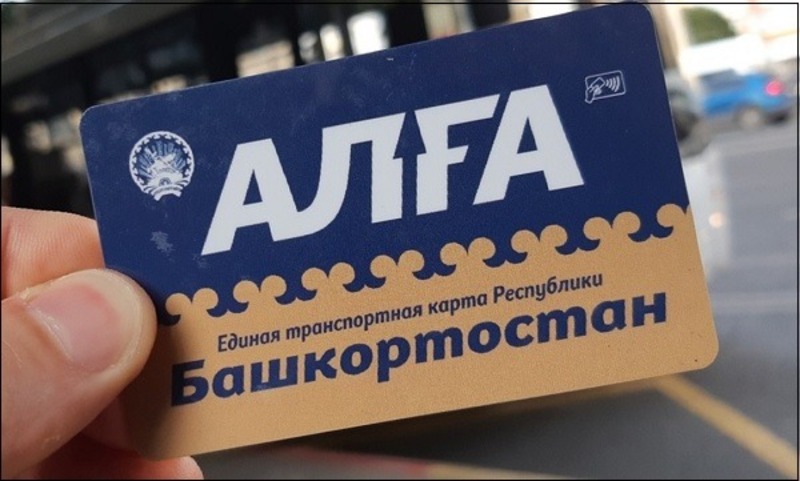 АЛҒА
Единая транспортная карта Республики
Башкортостан